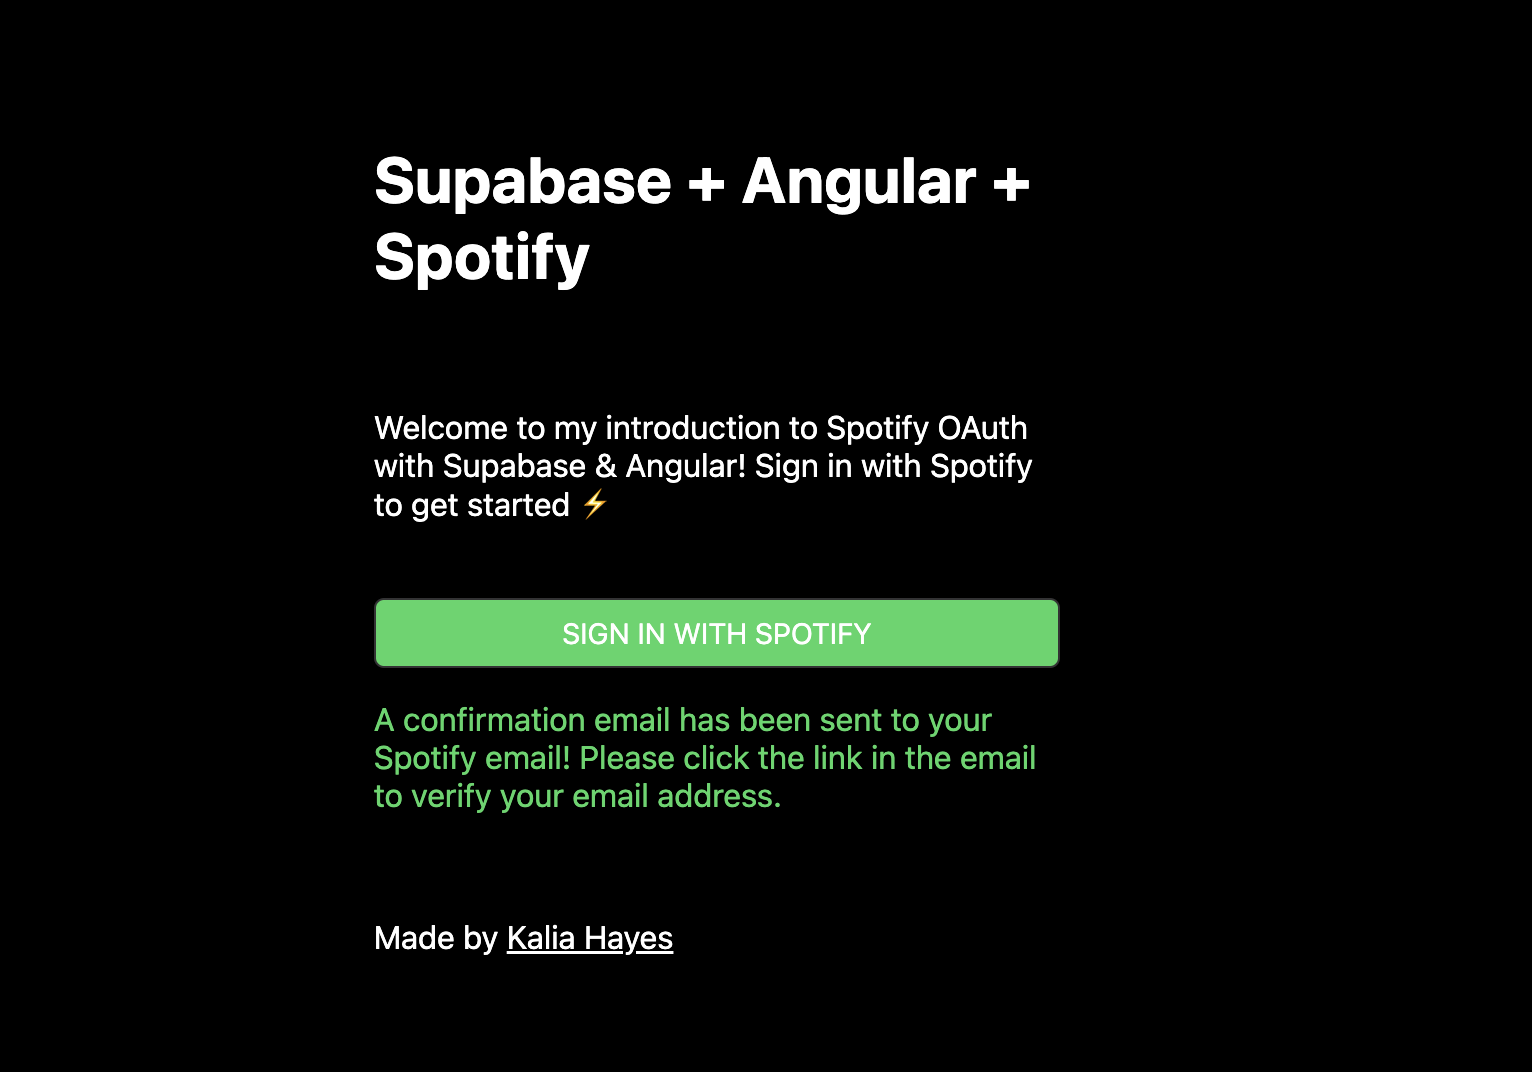 Supabase + Angular +
Spotify
Welcome to my introduction to Spotify OAuth
with Supabase & Angular! Sign in with Spotify
to get started ⚡
SIGN IN WITH SPOTIFY
A confirmation email has been sent to your
Spotify email! Please click the link in the email
to verify your email address.
Made by Kalia Hayes